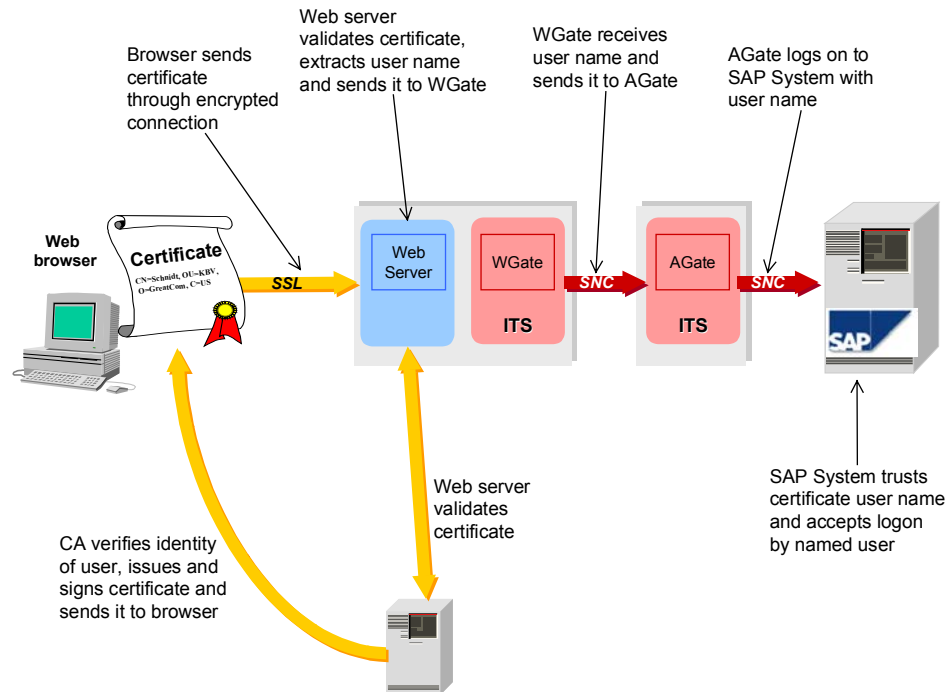 Web server
validates certificate,
extracts user name
and sends it to WGate
Browser sends
certificate
through encrypted
connection
WGate receives
user name and
sends it to AGate
AGate logs on to
SAP System with
user name
Web
browser
Certificate
CN=Schmidt, OU=KBV,
O=GreatCom, C=US
SSL
Web
Server
WGate
ITS
SNC
AGate
ITS
SNC
SAP
Web server
validates
certificate
SAP System trusts
certificate user name
and accepts logon
by named user
CA verifies identity
of user, issues and
signs certificate and
sends it to browser